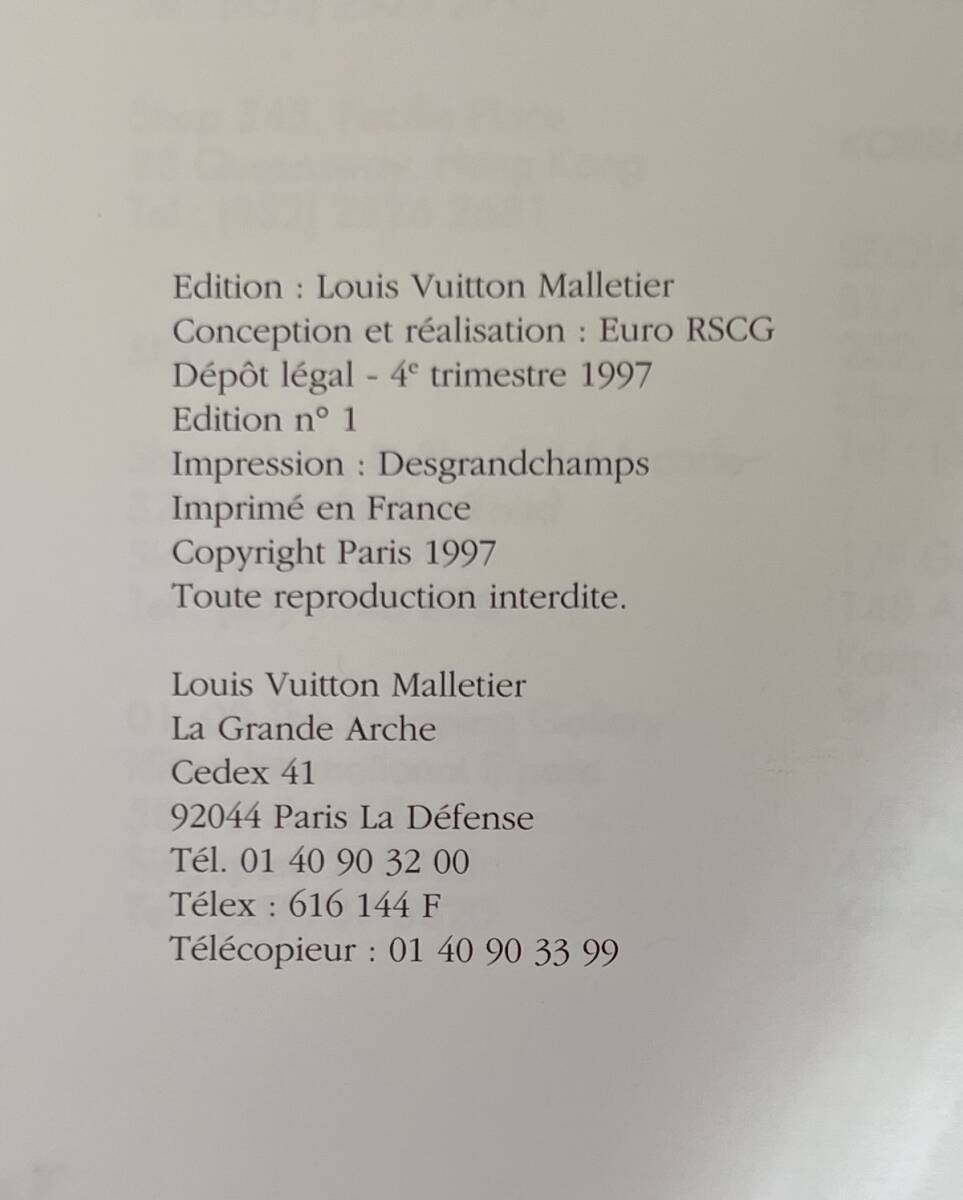 Edition : Louis Vuitton Malletier
Conception et réalisation : Euro RSCG
Dépôt légal - 4e trimestre 1997
Edition n° 1
Impression : Desgrandchamps
Imprimé en France
Copyright Paris 1997
Toute reproduction interdite.
Louis Vuitton Malletier
La Grande Arche
Cedex 41
92044 Paris La Défense
Tél. 01 40 90 32 00
Télex : 616 144 F
Télécopieur : 01 40 90 33 99